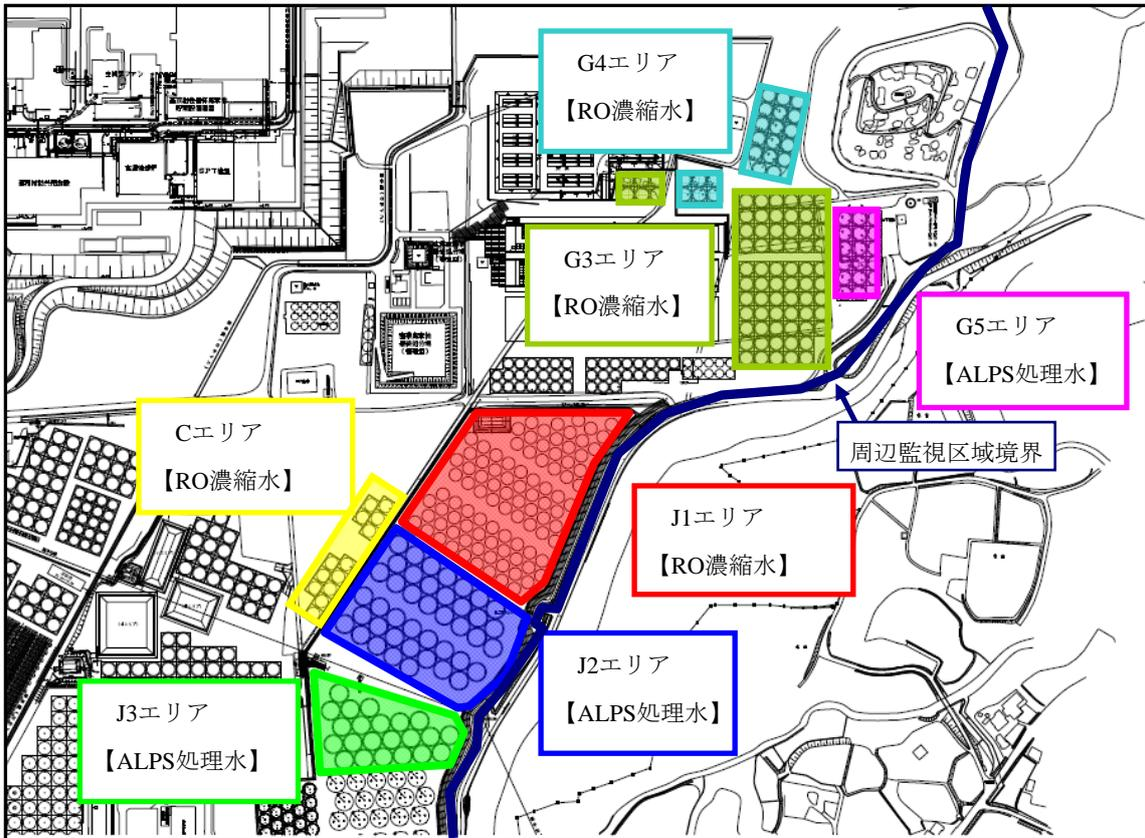 G4エリア
【RO濃縮水】
G3エリア
【RO濃縮水】
G5エリア
【ALPS処理水】
周辺監視区域境界
Cエリア
【RO濃縮水】
J1エリア
【RO濃縮水】
J2エリア
【ALPS処理水】
J3エリア
【ALPS処理水】